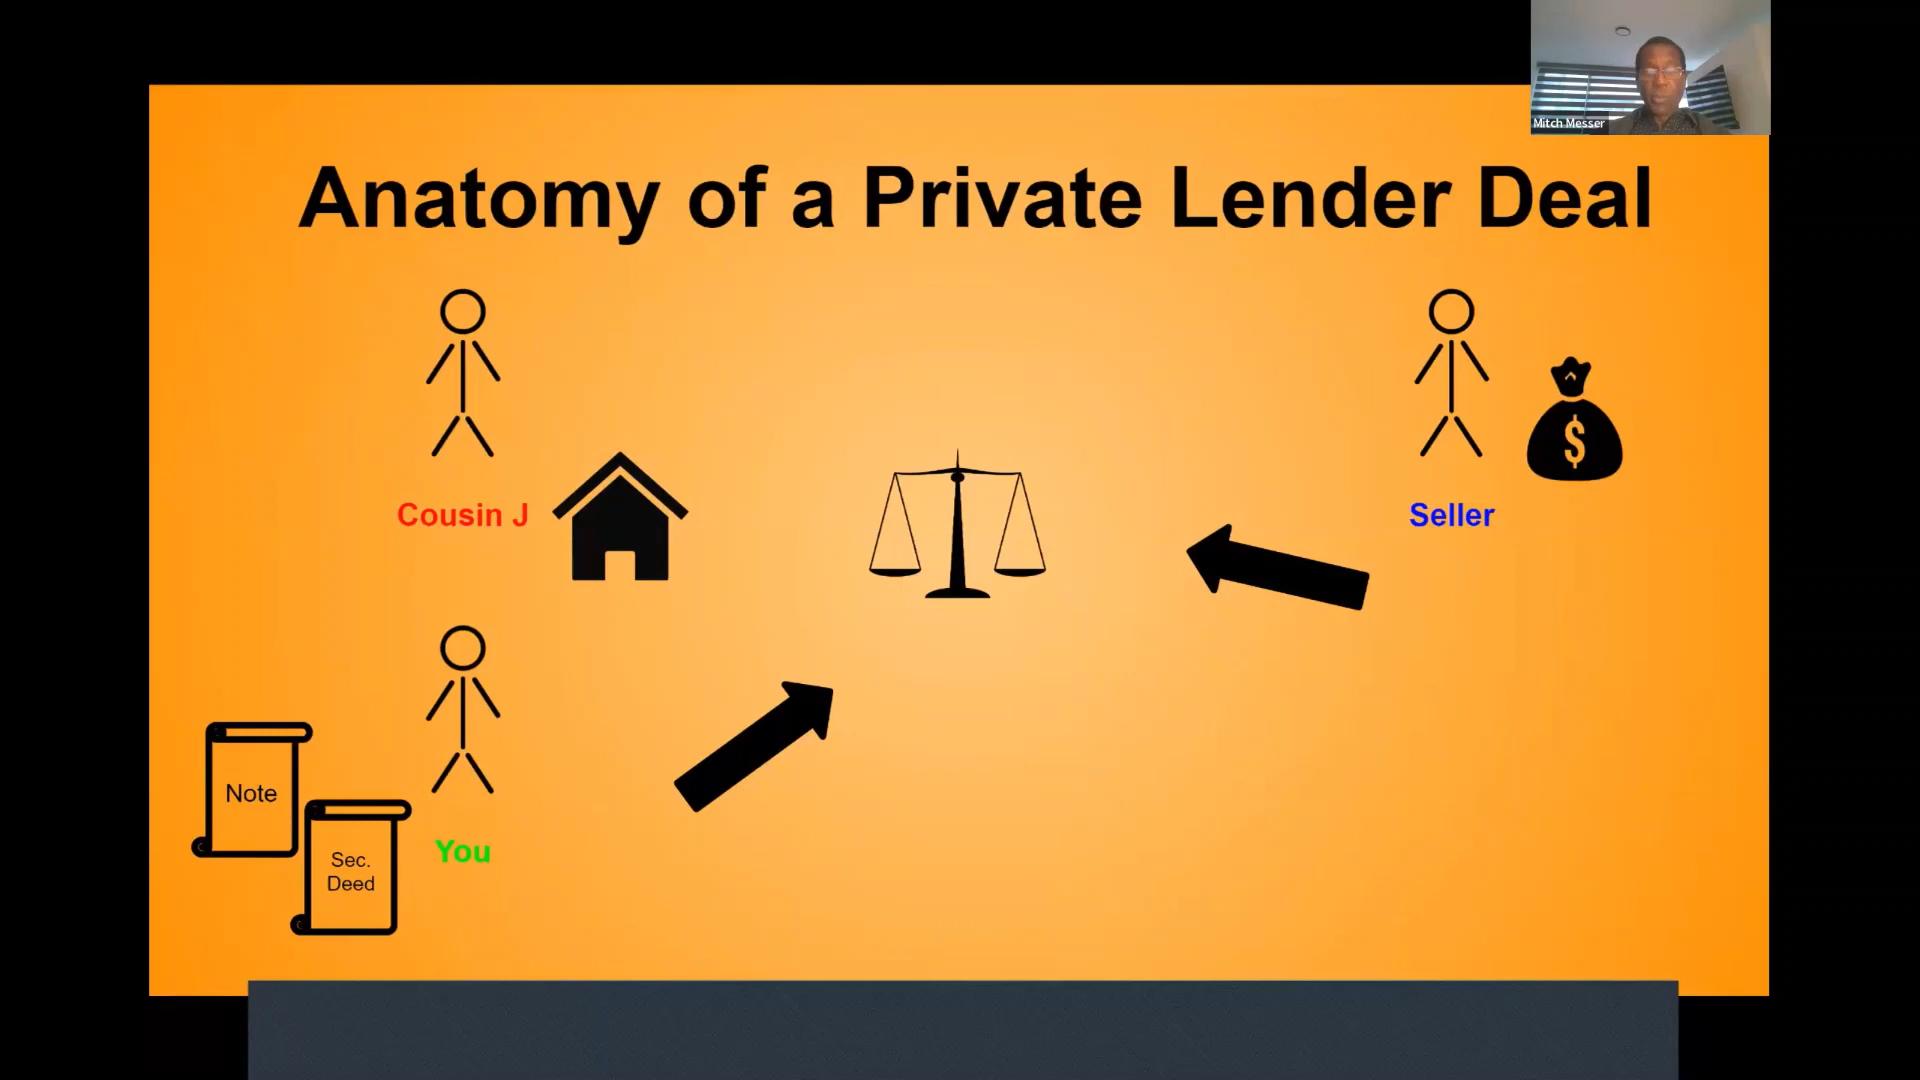 Mitch Messer
Anatomy of a Private Lender Deal
$
Cousin J
Seller
Note
Sec.
Deed
You